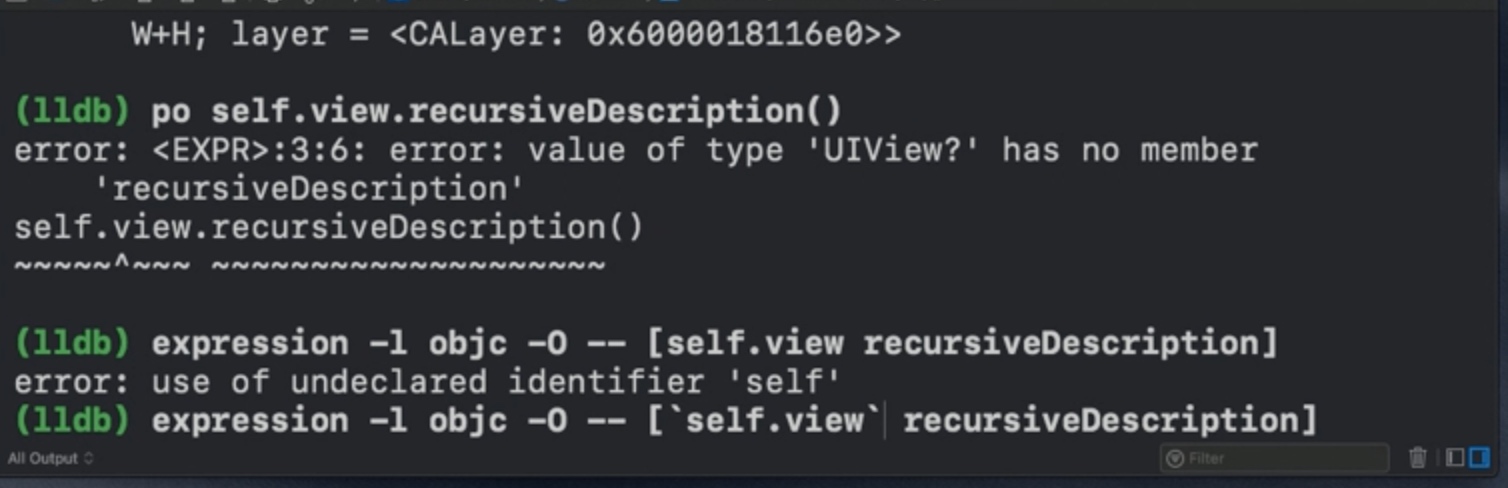 W+H; layer = <CALayer: 0x6000018116e0>>
(lldb) po self.view.recursiveDescription()
error: <EXPR>:3:6: error: value of type 'UIView?' has no member
'recursiveDescription'
self.view.recursiveDescription()
~~~~~^~~~ ~~~~~~~~~~~~~~~~~~~~
(lldb) expression -l objc -O -- [self.view recursiveDescription]
error: use of undeclared identifier 'self'
(lldb) expression -l objc -O -- [`self.view` recursiveDescription]
All Output
Filter